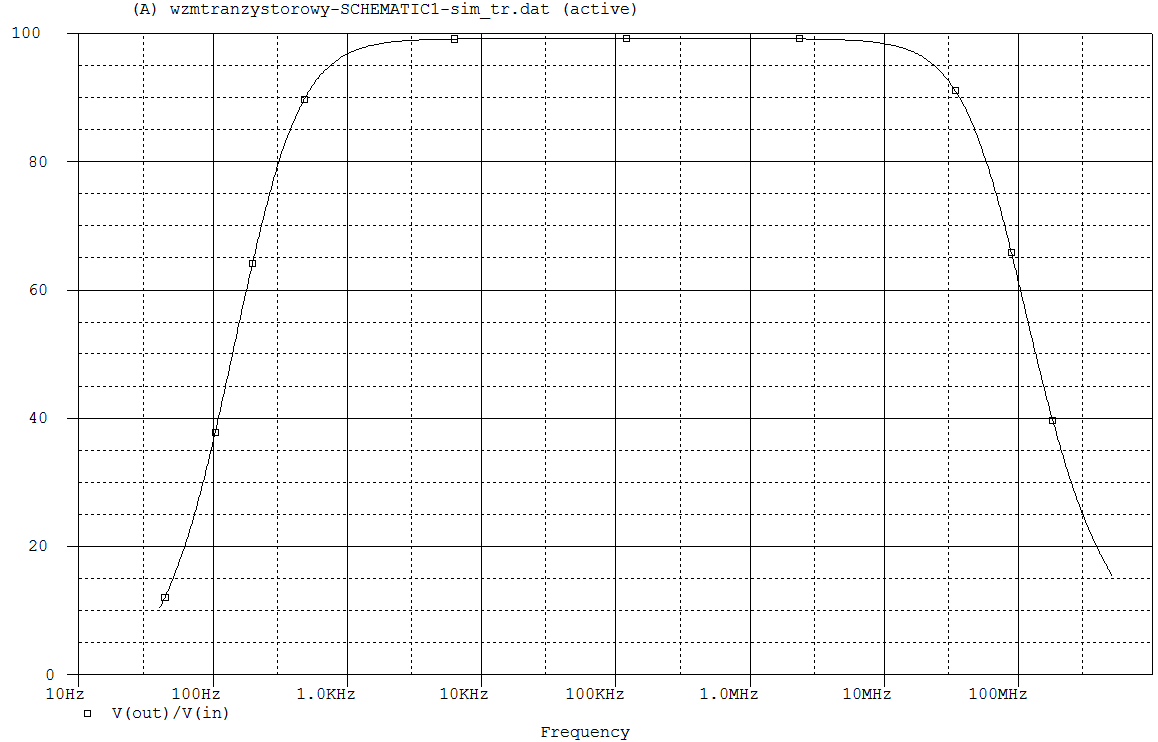 (A) wzmtranzystorowy-SCHEMATIC1-sim_tr.dat (active)
100
80
60
40
20
0
10Hz 100Hz 1.0KHz 10KHz 100KHz 1.0MHz 10MHz 100MHz
V(out)/V(in)
Frequency